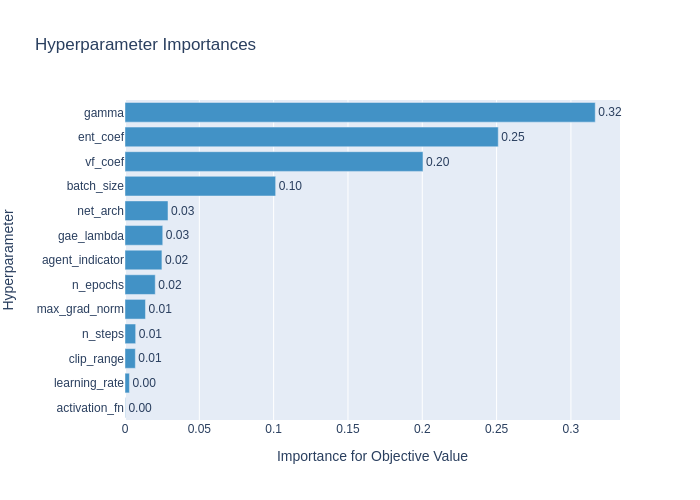 Hyperparameter Importances
Hyperparameter
gamma 0.32
ent_coef 0.25
vf_coef 0.20
batch_size 0.10
net_arch 0.03
gae_lambda 0.03
agent_indicator 0.02
n_epochs 0.02
max_grad_norm 0.01
n_steps 0.01
clip_range 0.01
learning_rate 0.00
activation_fn 0.00
0 0.05 0.1 0.15 0.2 0.25 0.3
Importance for Objective Value